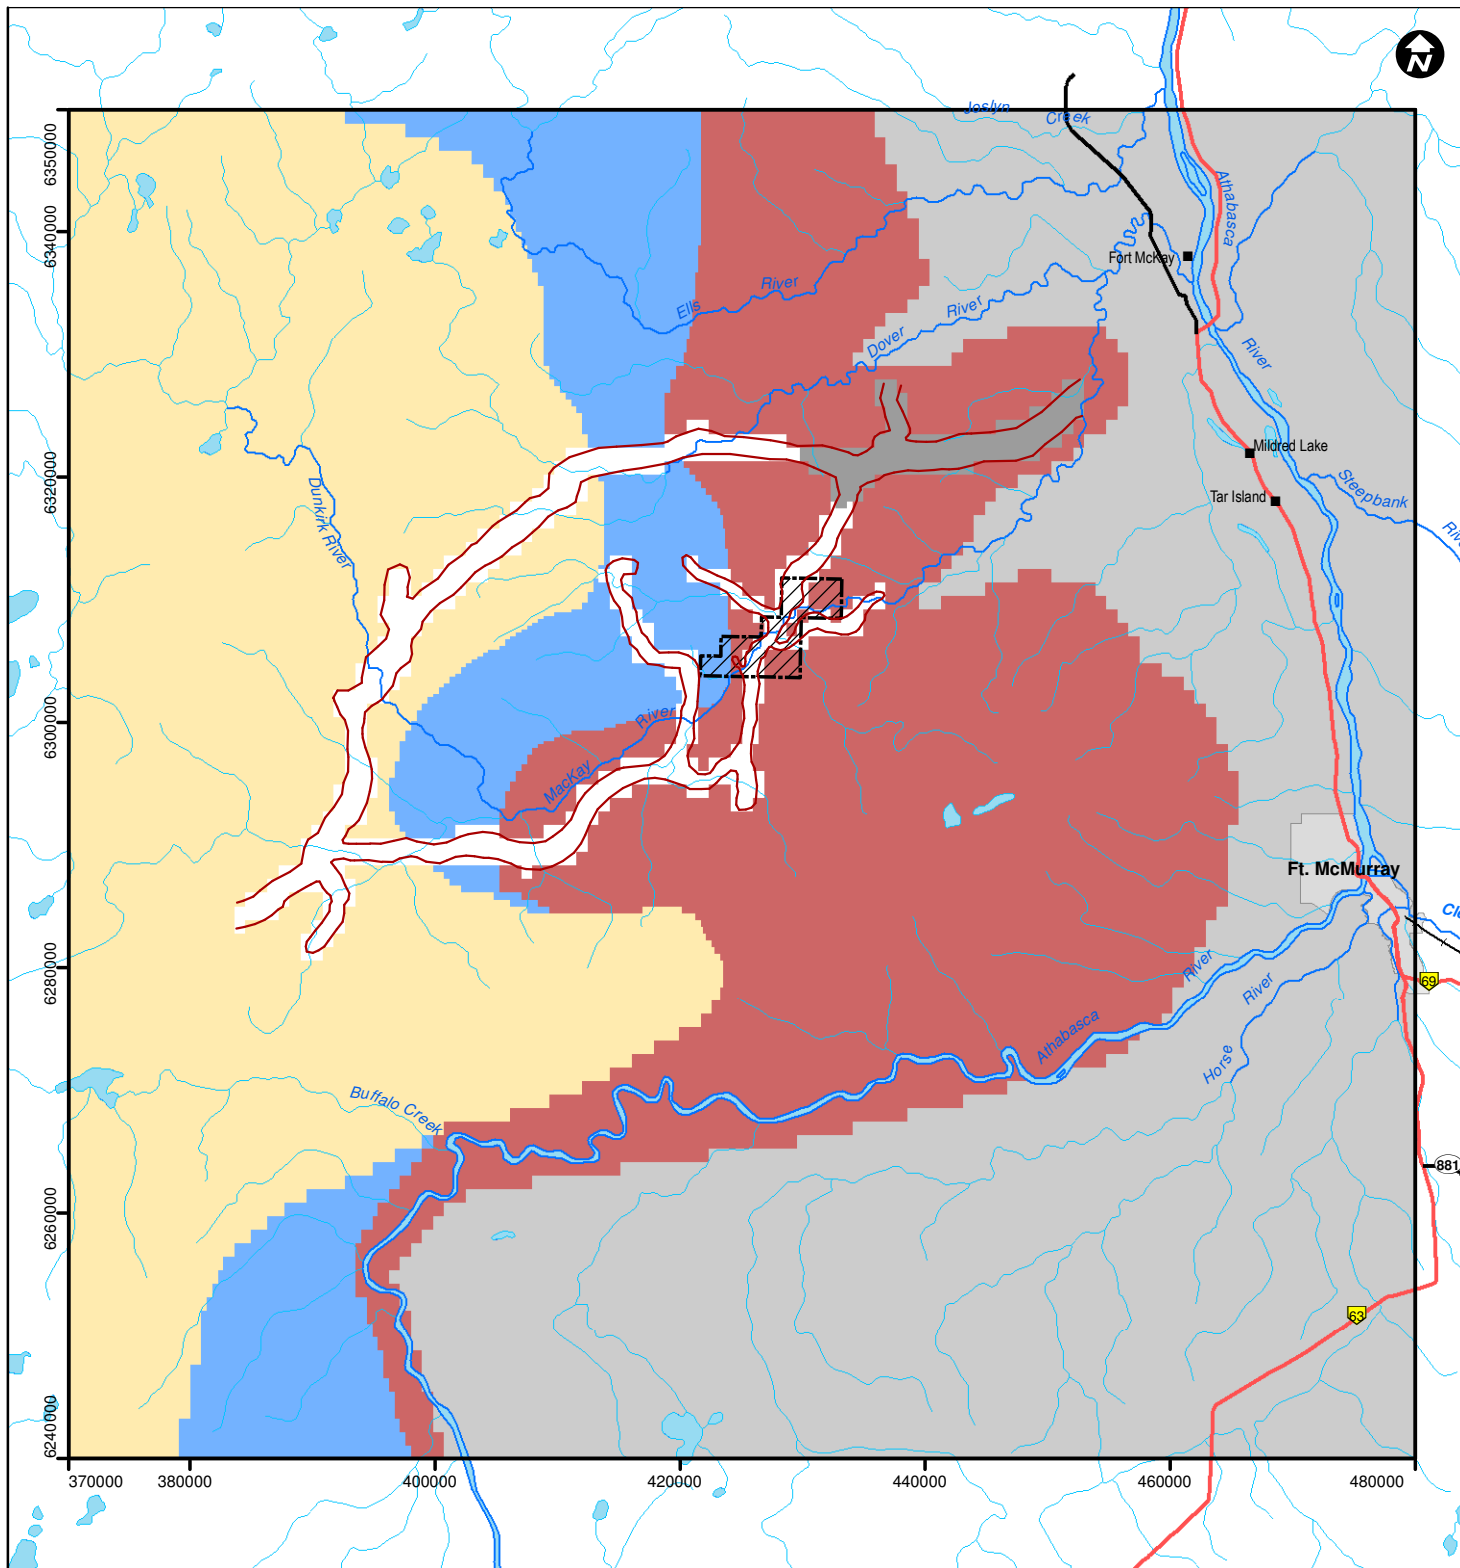 N
Joslyn
Creek
6350000
Athabasca
6340000
Fort McKay
River
Ells
River
Dover
River
River
Mildred Lake
Steepbank
6320000
Tar Island
Dunkirk River
6300000
River
MacKay
Ft. McMurray
6280000
River
River
69
Athabasca
Horse
Buffalo Creek
881
6260000
63
6240000
370000
380000
400000
420000
440000
460000
480000